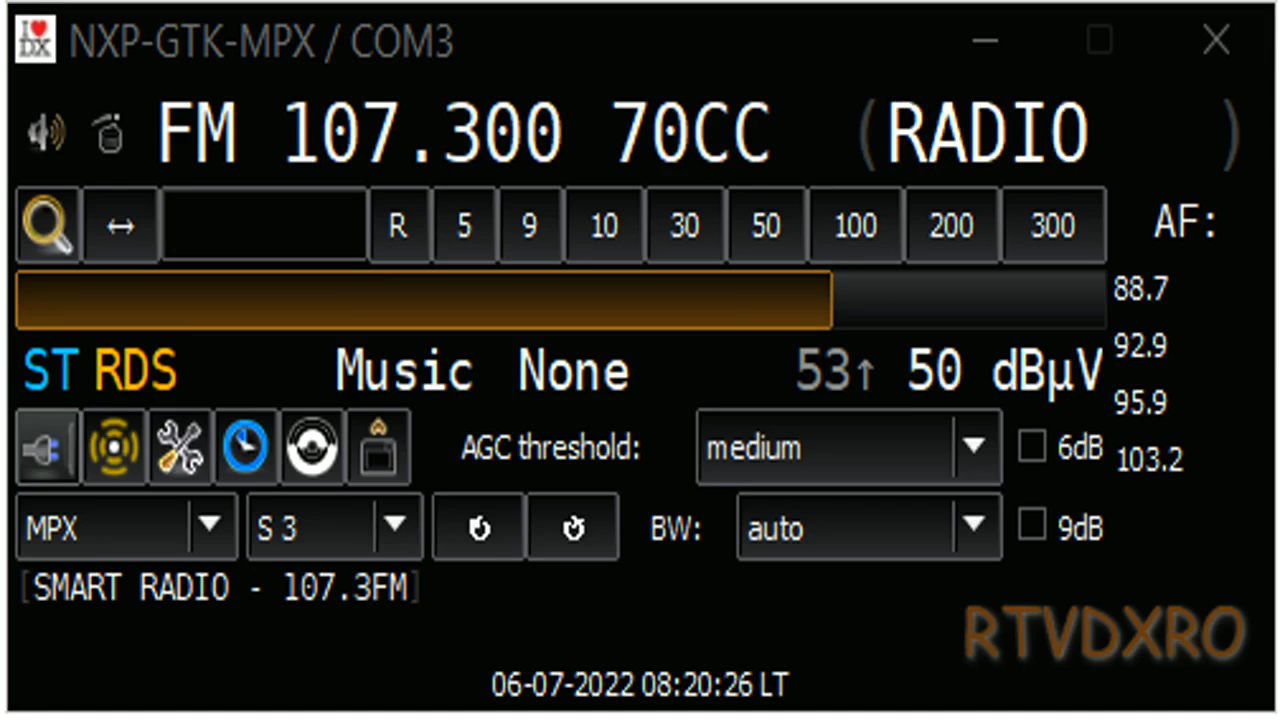 I ❤ DX
NXP-GTK-MPX / COM3
FM 107.300 70CC (RADIO )
↔ R 5 9 10 30 50 100 200 300 AF:
88.7
92.9
95.9
103.2
ST RDS Music None 53↑ 50 dBµV
AGC threshold: medium 6dB
MPX S 3 BW: auto 9dB
[SMART RADIO - 107.3FM]
RTVDXRO
06-07-2022 08:20:26 LT